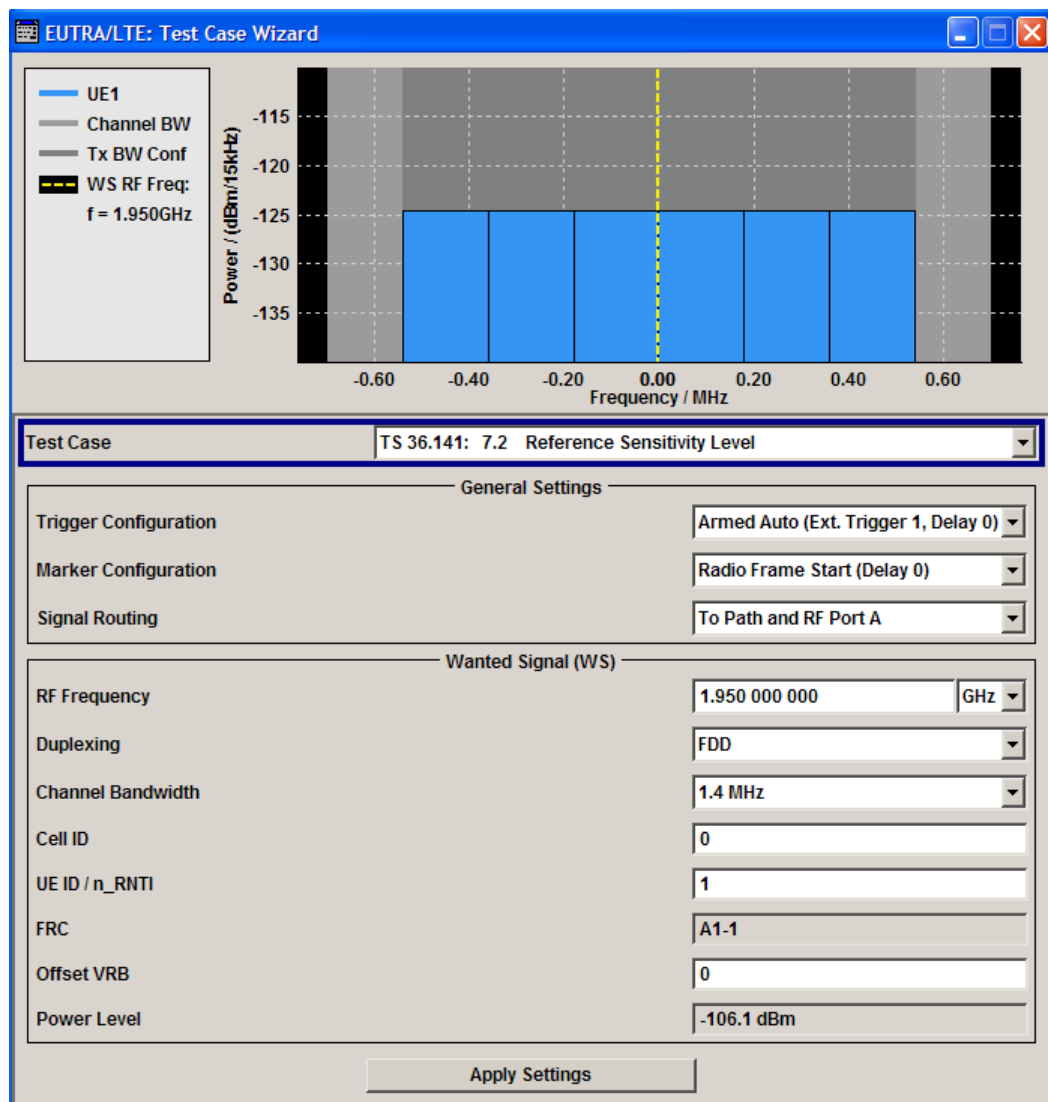 EUTRA/LTE: Test Case Wizard
UE1
Channel BW
Tx BW Conf
WS RF Freq:
f = 1.950GHz
Power / (dBm/15kHz)
-115
-120
-125
-130
-135
-0.60 -0.40 -0.20 0.00 0.20 0.40 0.60
Frequency / MHz
Test Case TS 36.141: 7.2 Reference Sensitivity Level
General Settings
Trigger Configuration Armed Auto (Ext. Trigger 1, Delay 0)
Marker Configuration Radio Frame Start (Delay 0)
Signal Routing To Path and RF Port A
Wanted Signal (WS)
RF Frequency 1.950 000 000 GHz
Duplexing FDD
Channel Bandwidth 1.4 MHz
Cell ID 0
UE ID / n_RNTI 1
FRC A1-1
Offset VRB 0
Power Level -106.1 dBm
Apply Settings